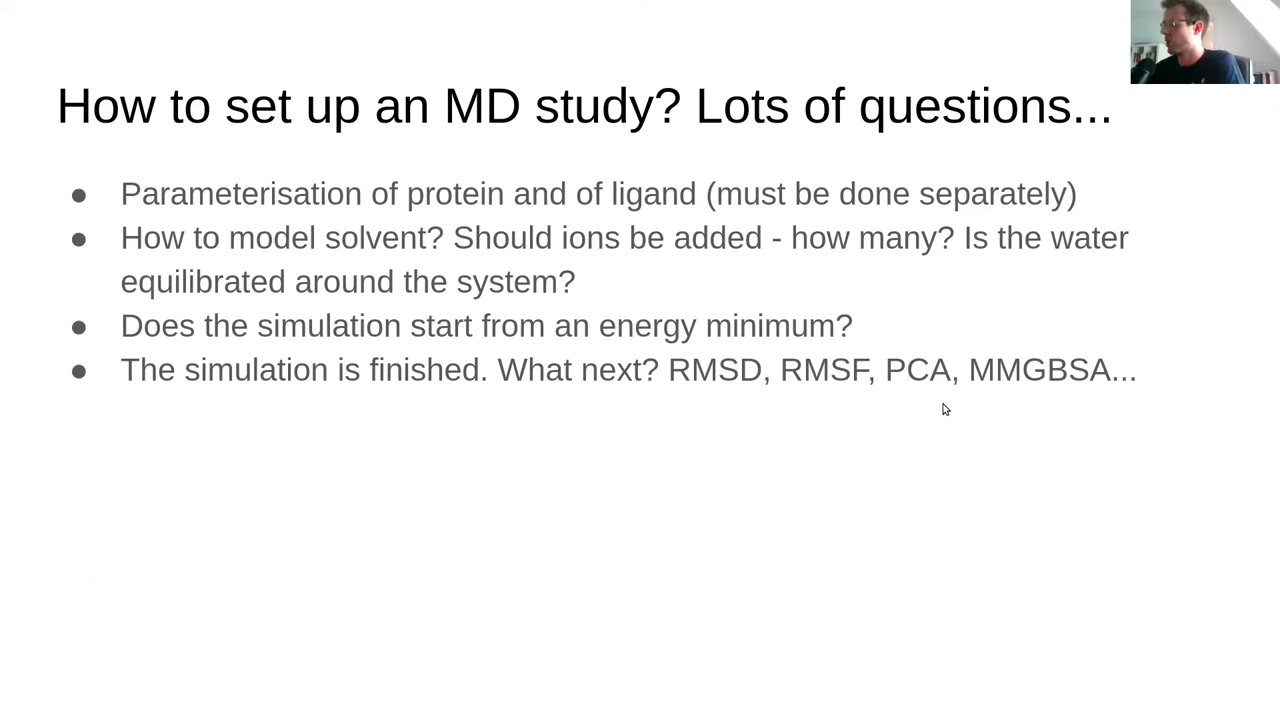 How to set up an MD study? Lots of questions...
● Parameterisation of protein and of ligand (must be done separately)
● How to model solvent? Should ions be added - how many? Is the water
equilibrated around the system?
● Does the simulation start from an energy minimum?
● The simulation is finished. What next? RMSD, RMSF, PCA, MMGBSA...